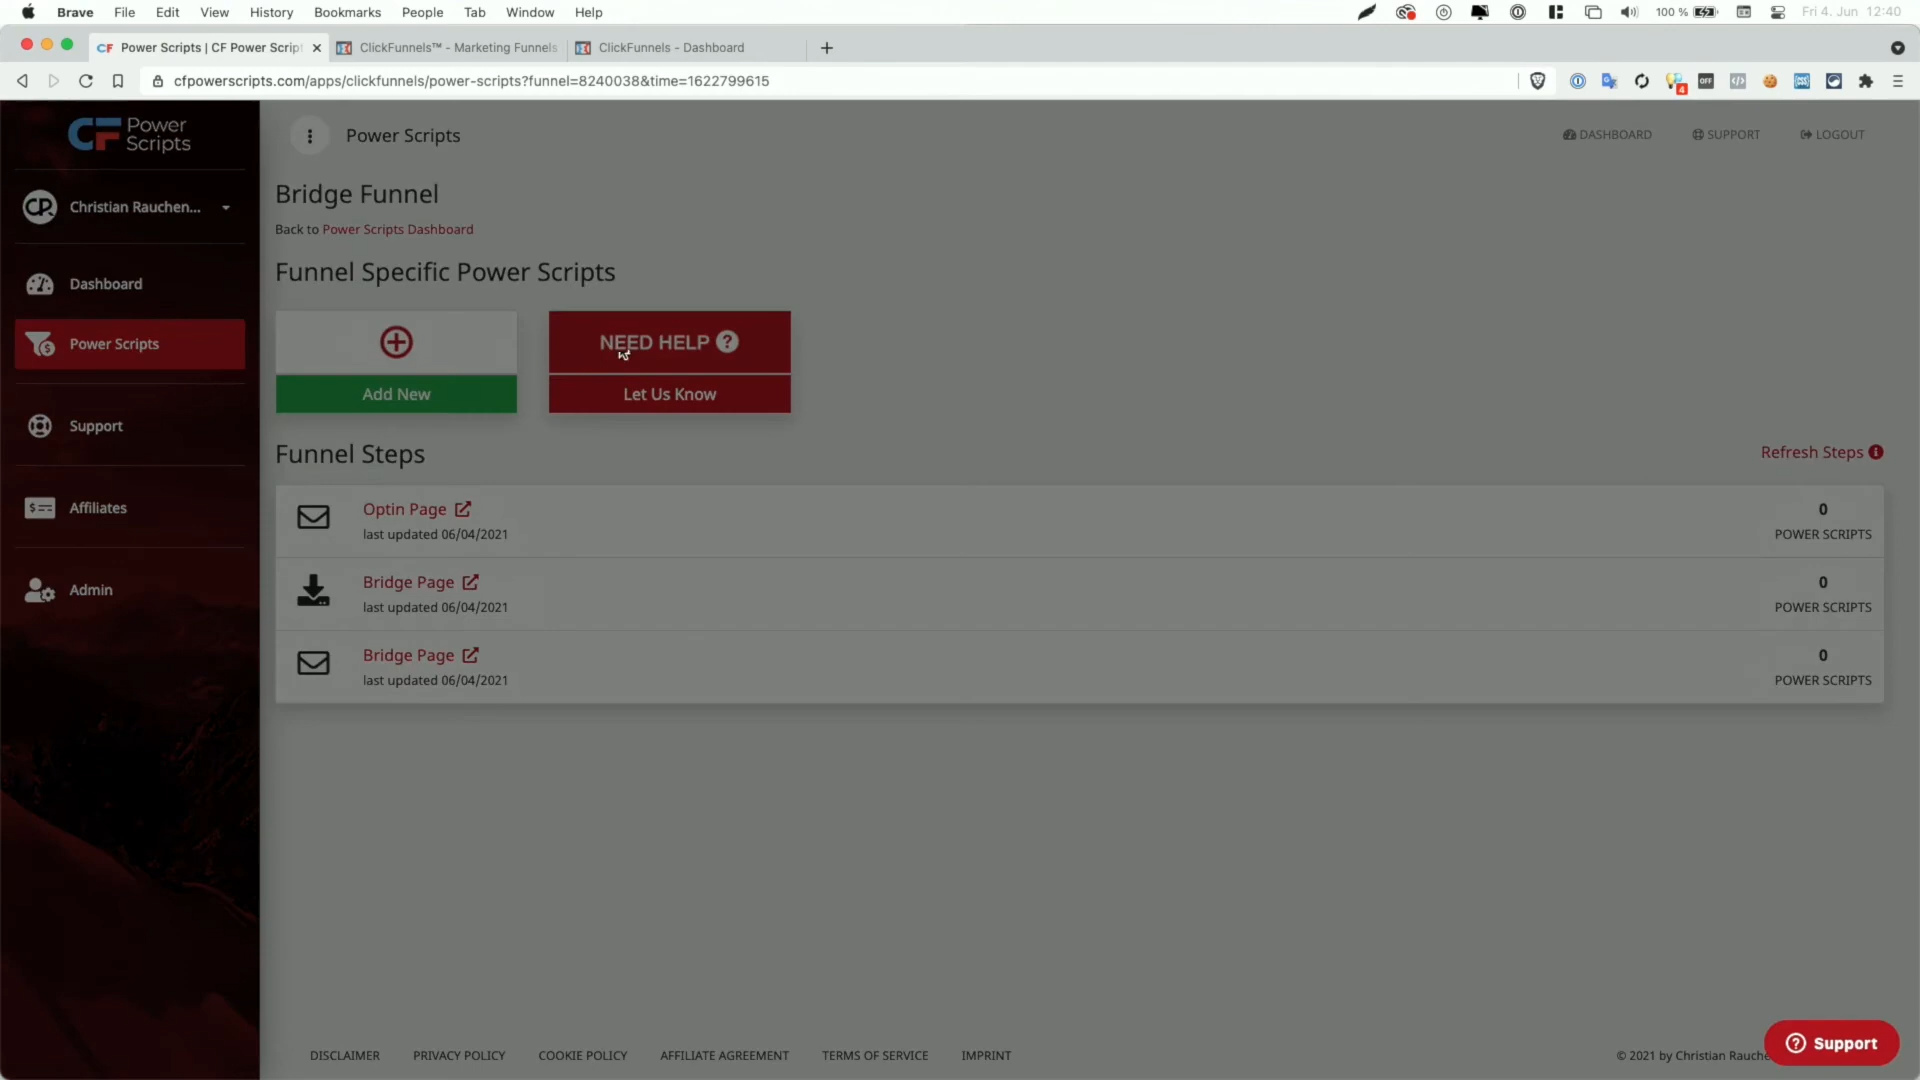 Brave File Edit View History Bookmarks People Tab Window Help 100 % Fri 4. Jun 12:40
CF Power Scripts | CF Power Scrip ClickFunnels™ - Marketing Funnels ClickFunnels - Dashboard
cfpowerscripts.com/apps/clickfunnels/power-scripts?funnel=8240038&time=1622799615
4
OFF
CF Power Scripts
Power Scripts
DASHBOARD SUPPORT LOGOUT
CR Christian Rauchen...
Dashboard
Power Scripts
Support
Affiliates
Admin
Bridge Funnel
Back to Power Scripts Dashboard
Funnel Specific Power Scripts
NEED HELP ?
Add New
Let Us Know
Funnel Steps
Refresh Steps
Optin Page
last updated 06/04/2021
0
POWER SCRIPTS
Bridge Page
last updated 06/04/2021
0
POWER SCRIPTS
Bridge Page
last updated 06/04/2021
0
POWER SCRIPTS
DISCLAIMER PRIVACY POLICY COOKIE POLICY AFFILIATE AGREEMENT TERMS OF SERVICE IMPRINT
© 2021 by Christian Rauche
Support